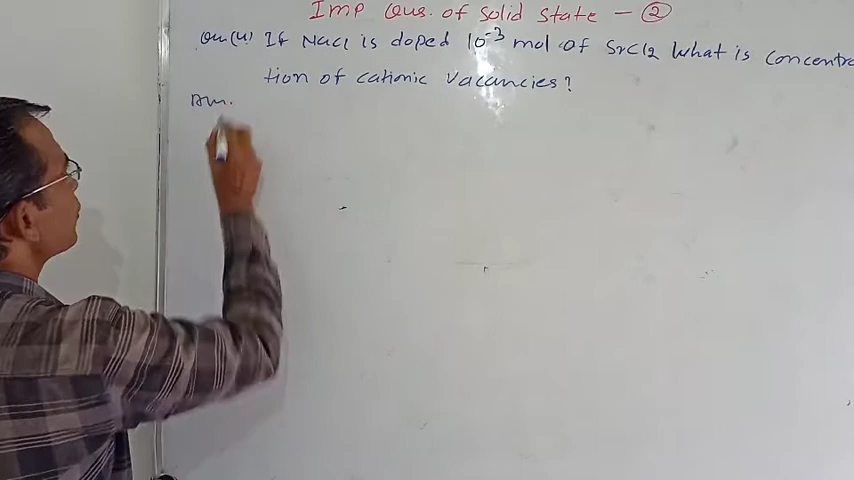 Imp Qus. of Solid State - ②
Qus(4) If NaCl is doped 10⁻³ mol of SrCl2 What is concentra
tion of cationic vacancies?
Ans.